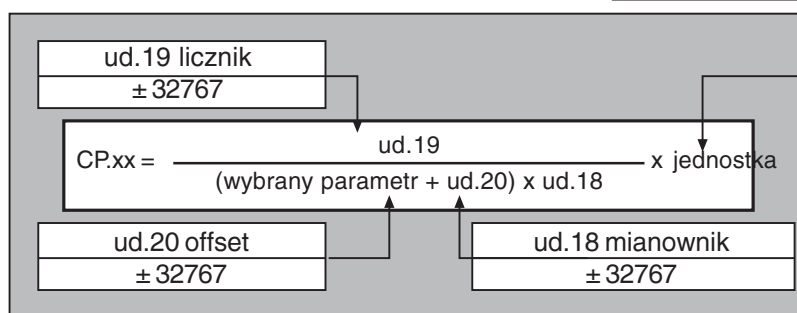 ud.19 licznik
± 32767
ud.19
CP.xx =
x jednostka
(wybrany parametr + ud.20) x ud.18
ud.20 offset
± 32767
ud.18 mianownik
± 32767